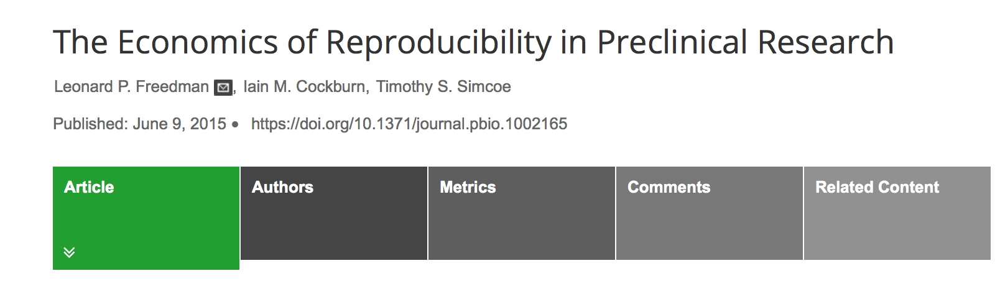 The Economics of Reproducibility in Preclinical Research
Leonard P. Freedman , Iain M. Cockburn, Timothy S. Simcoe
Published: June 9, 2015 • https://doi.org/10.1371/journal.pbio.1002165
Article Authors Metrics Comments Related Content